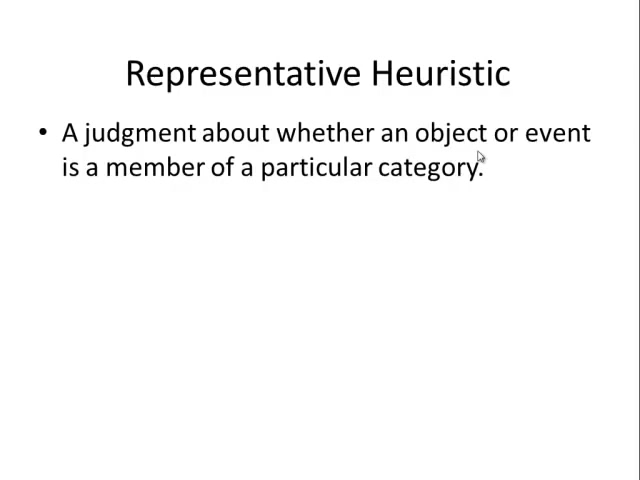 Representative Heuristic
• A judgment about whether an object or event
is a member of a particular category.